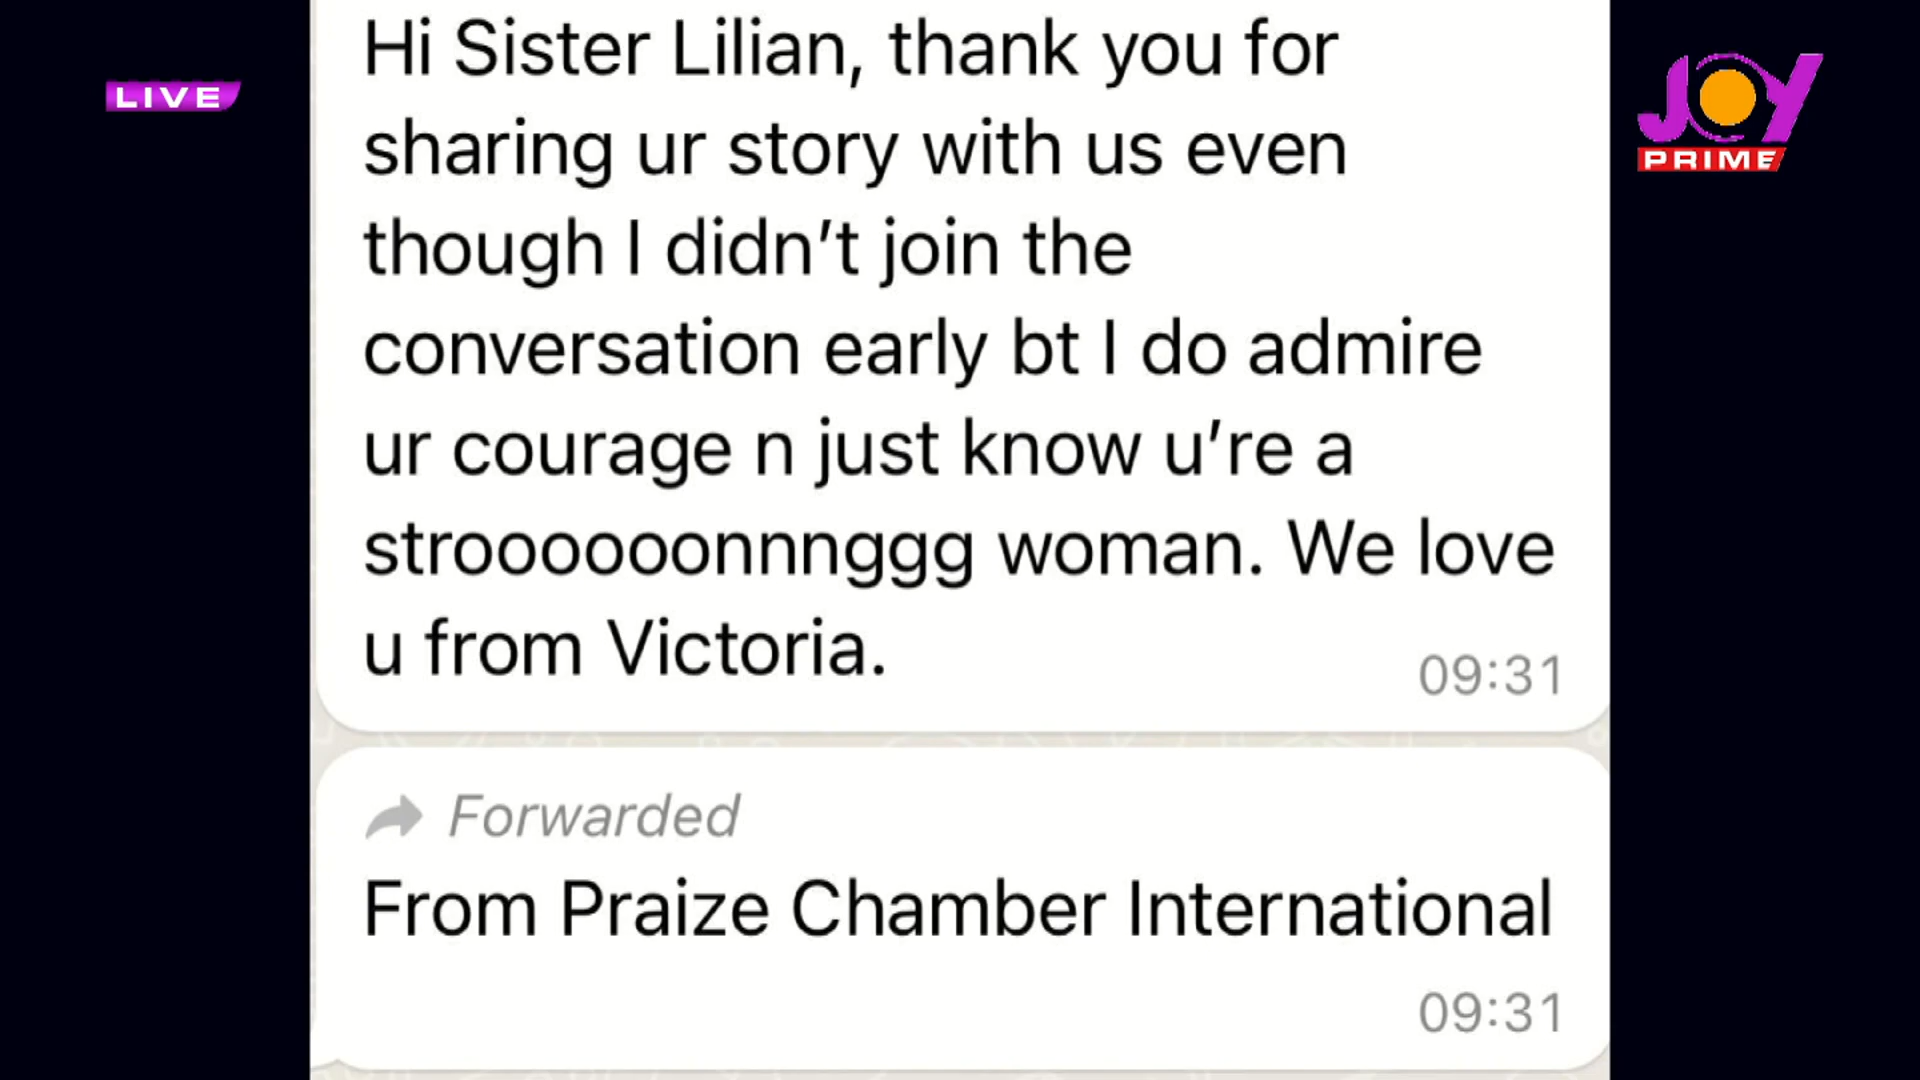 LIVE
JOY
PRIME
Hi Sister Lilian, thank you for
sharing ur story with us even
though I didn’t join the
conversation early bt I do admire
ur courage n just know u’re a
strooooooonnnggg woman. We love
u from Victoria.
09:31
Forwarded
From Praize Chamber International
09:31